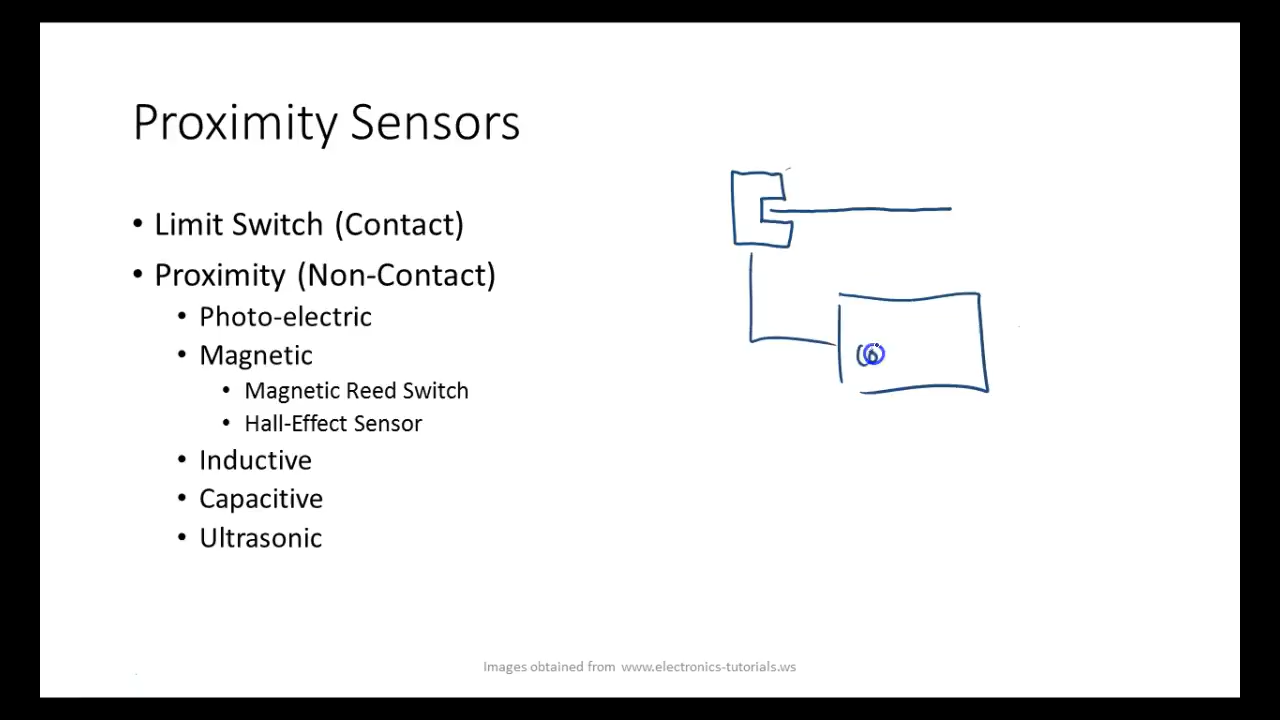 Proximity Sensors
• Limit Switch (Contact)
• Proximity (Non-Contact)
• Photo-electric
• Magnetic
• Magnetic Reed Switch
• Hall-Effect Sensor
• Inductive
• Capacitive
• Ultrasonic
Images obtained from www.electronics-tutorials.ws